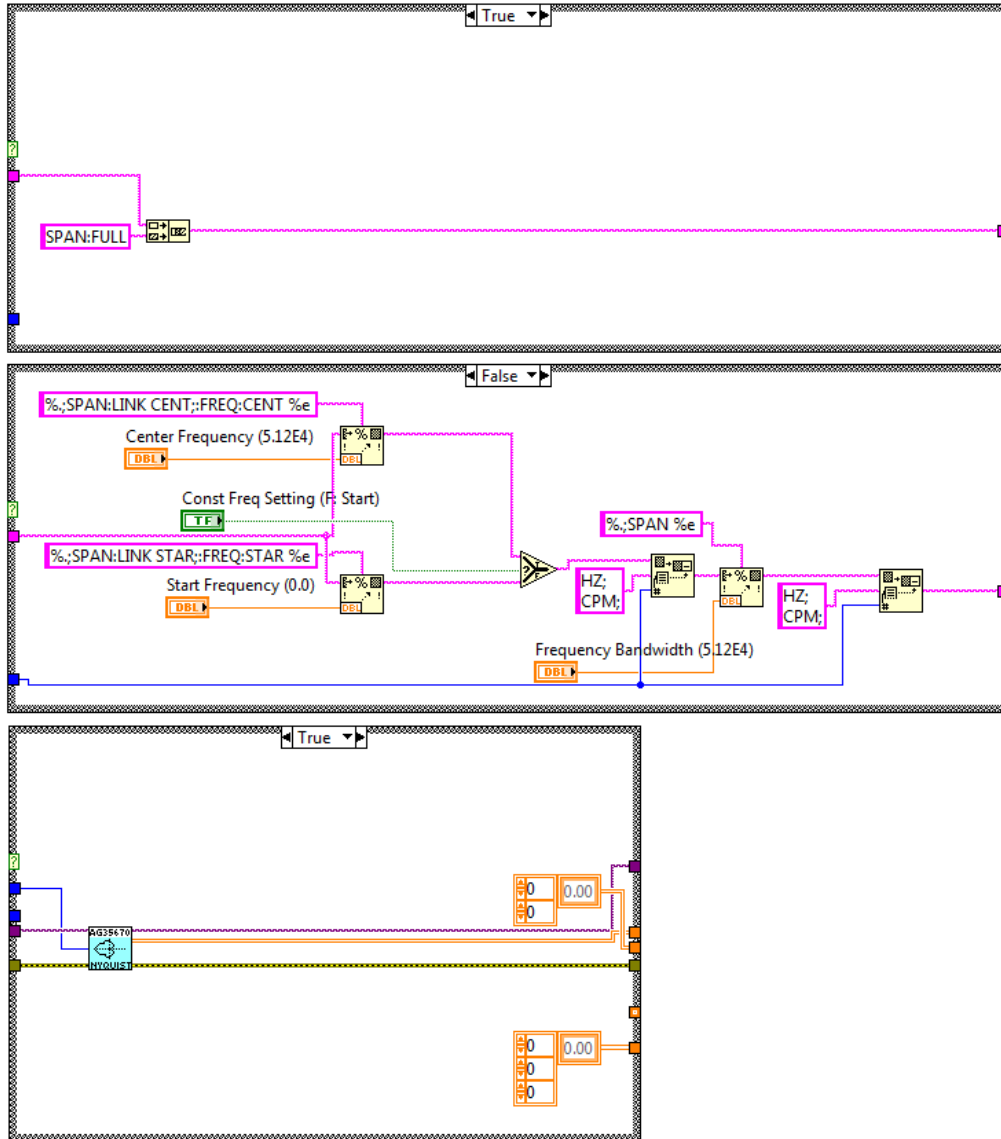 True
?
SPAN:FULL
False
%.;SPAN:LINK CENT;:FREQ:CENT %e
Center Frequency (5.12E4)
DBL
%
!
DBL
?
Const Freq Setting (F: Start)
TF
%.;SPAN %e
%.;SPAN:LINK STAR;:FREQ:STAR %e
Start Frequency (0.0)
DBL
%
!
DBL
?
F
HZ;
CPM;
#
%
!
DBL
HZ;
CPM;
#
Frequency Bandwidth (5.12E4)
DBL
True
?
0
0.00
0
AG35670
NYQUIST
0
0.00
0
0